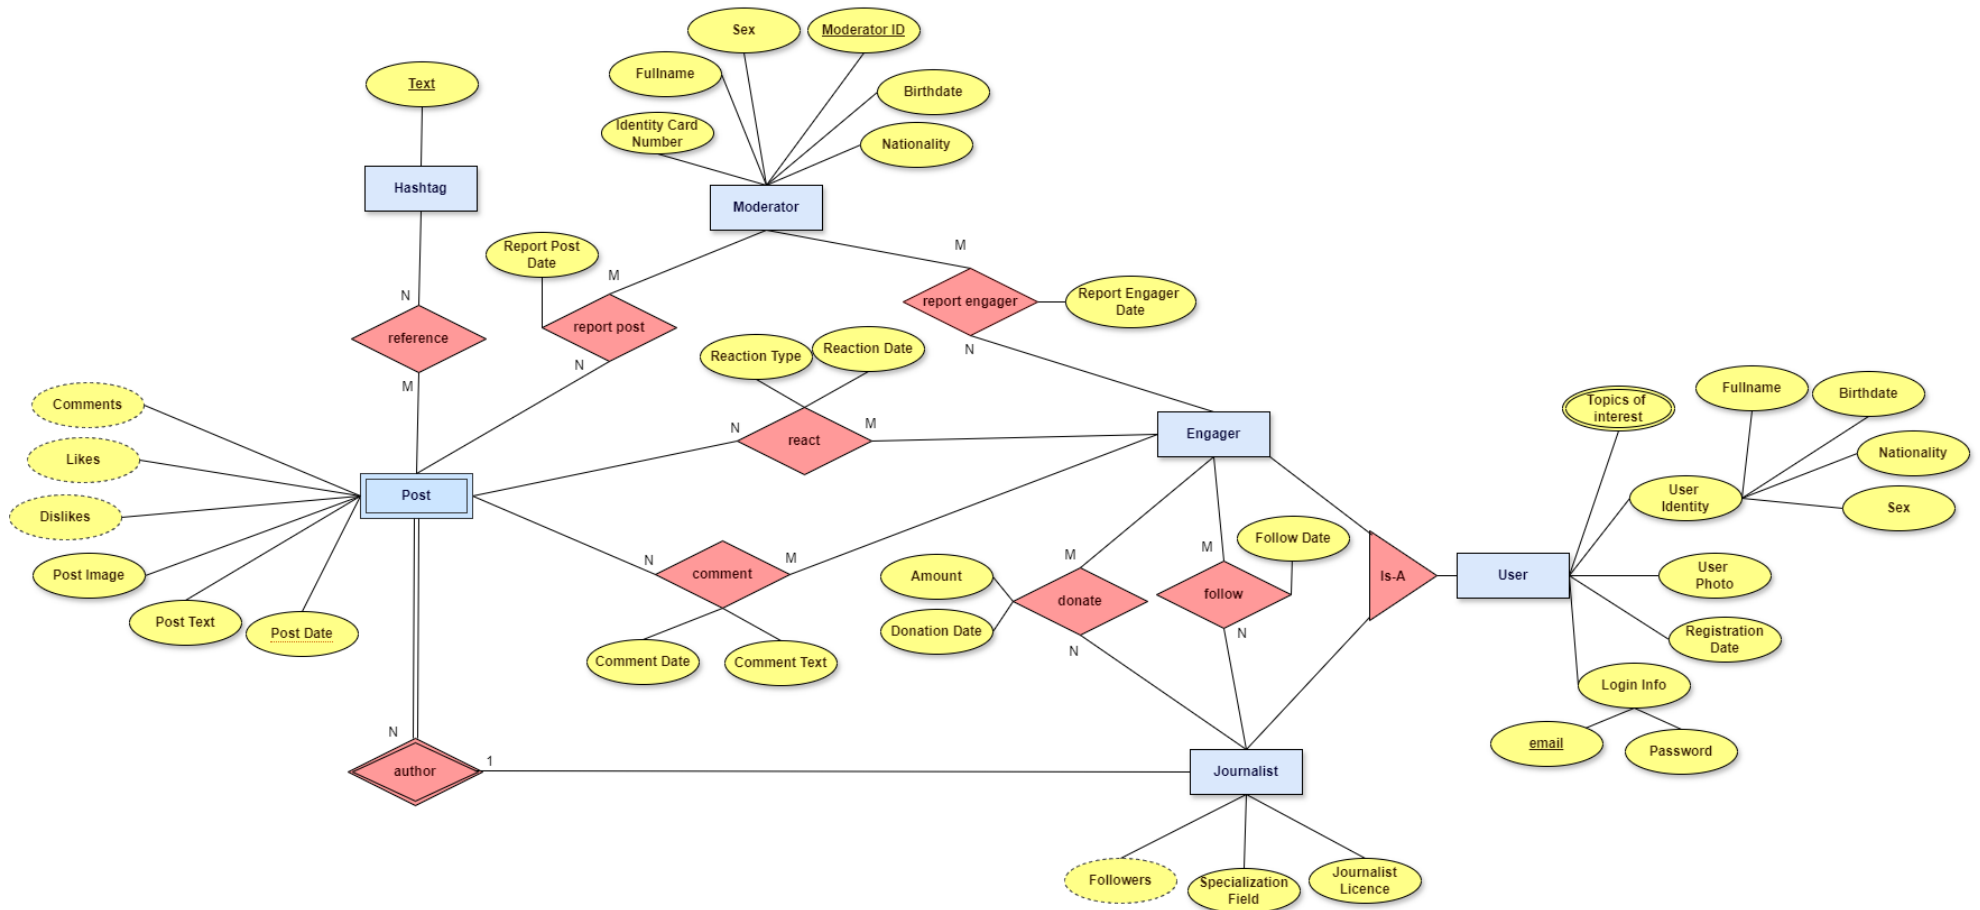 Sex
Moderator ID
Fullname
Text
Birthdate
Identity Card
Number
Nationality
Hashtag
Moderator
Report Post
Date
M
M
N
report engager
Report Engager
Date
report post
reference
N
N
Reaction Type
Reaction Date
M
Comments
Fullname
Birthdate
Topics of
interest
N
M
react
Engager
Likes
Nationality
User
Identity
Post
Sex
Dislikes
Follow Date
N
M
M
M
Post Image
comment
Amount
Is-A
User
User
Photo
donate
follow
Post Text
Post Date
Donation Date
N
N
Registration
Date
Comment Date
Comment Text
Login Info
N
email
Password
1
author
Journalist
Followers
Specialization
Field
Journalist
Licence